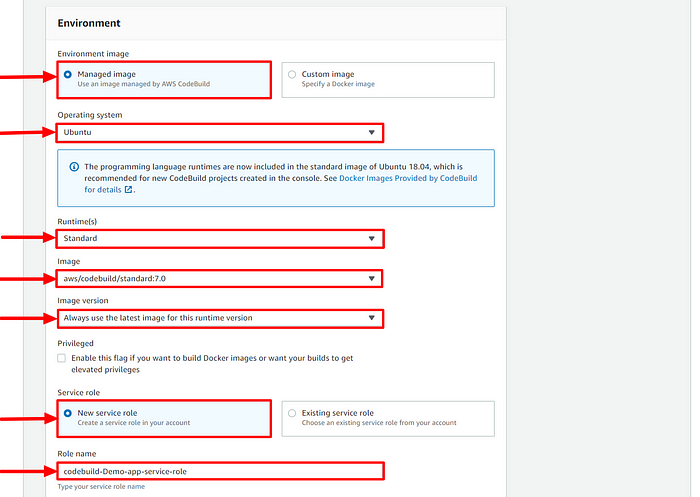 Environment
Environment image
Managed image
Use an image managed by AWS CodeBuild
Custom image
Specify a Docker image
Operating system
Ubuntu
The programming language runtimes are now included in the standard image of Ubuntu 18.04, which is
recommended for new CodeBuild projects created in the console. See Docker Images Provided by CodeBuild
for details .
Runtime(s)
Standard
Image
aws/codebuild/standard:7.0
Image version
Always use the latest image for this runtime version
Privileged
Enable this flag if you want to build Docker images or want your builds to get
elevated privileges
Service role
New service role
Create a service role in your account
Existing service role
Choose an existing service role from your account
Role name
codebuild-Demo-app-service-role
Type your service role name